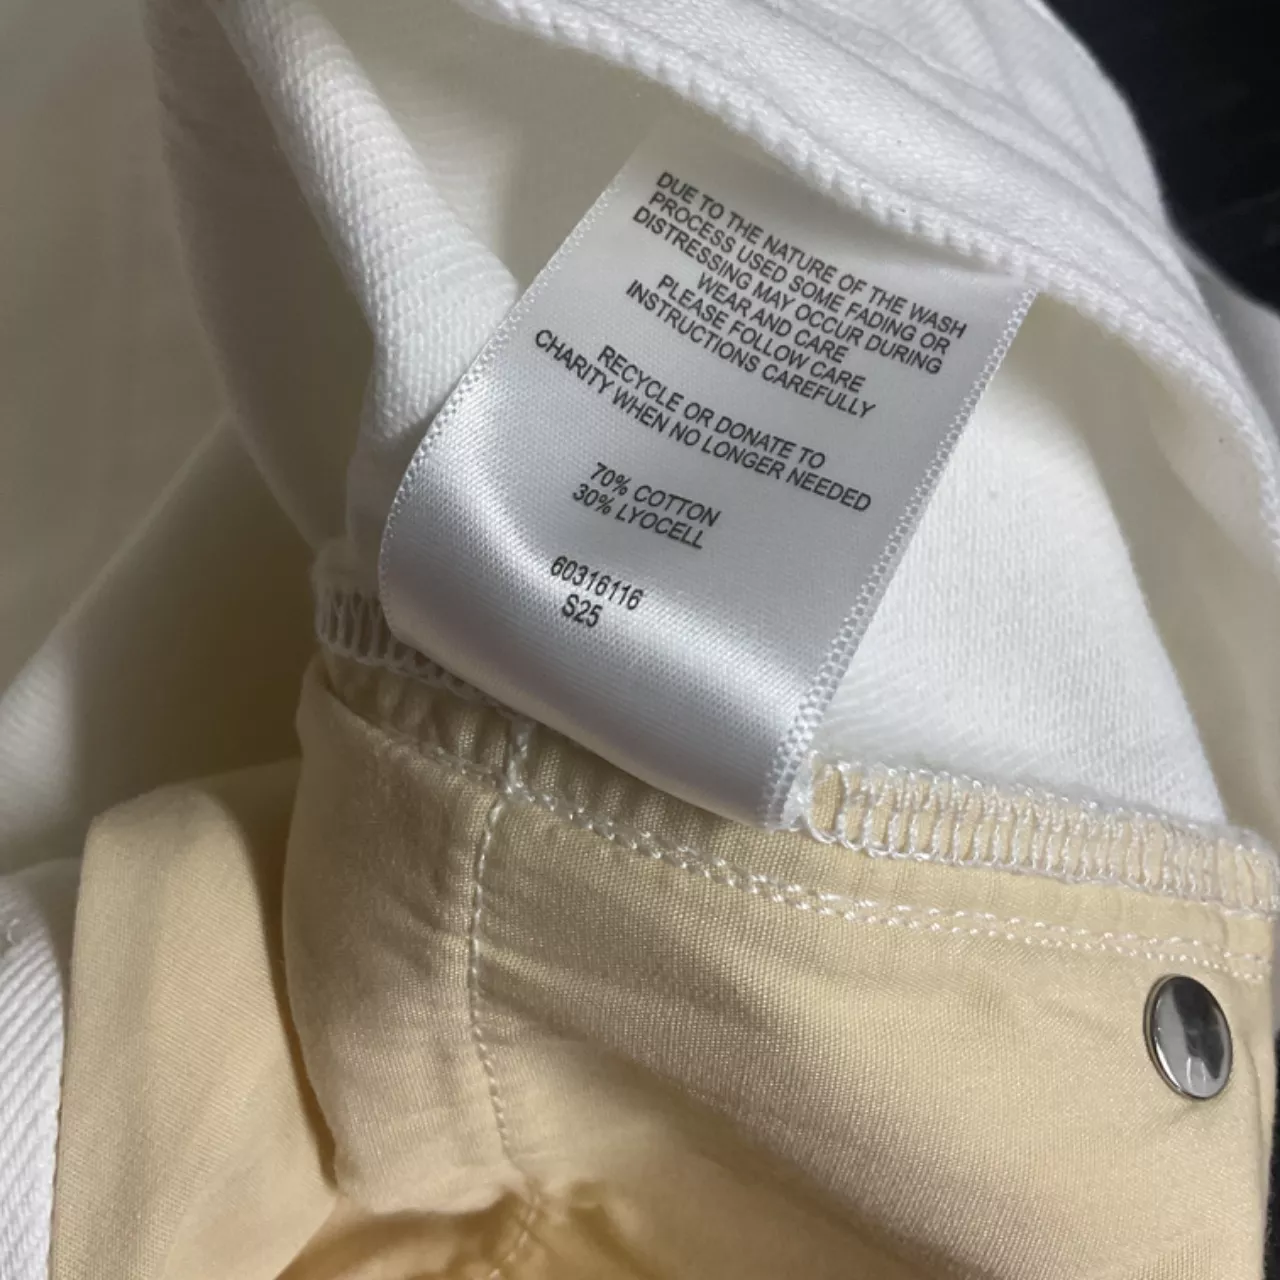 DUE TO THE NATURE OF THE WASH
PROCESS USED SOME FADING OR
DISTRESSING MAY OCCUR DURING
WEAR AND CARE
PLEASE FOLLOW CARE
INSTRUCTIONS CAREFULLY
RECYCLE OR DONATE TO
CHARITY WHEN NO LONGER NEEDED
70% COTTON
30% LYOCELL
60316116
S25